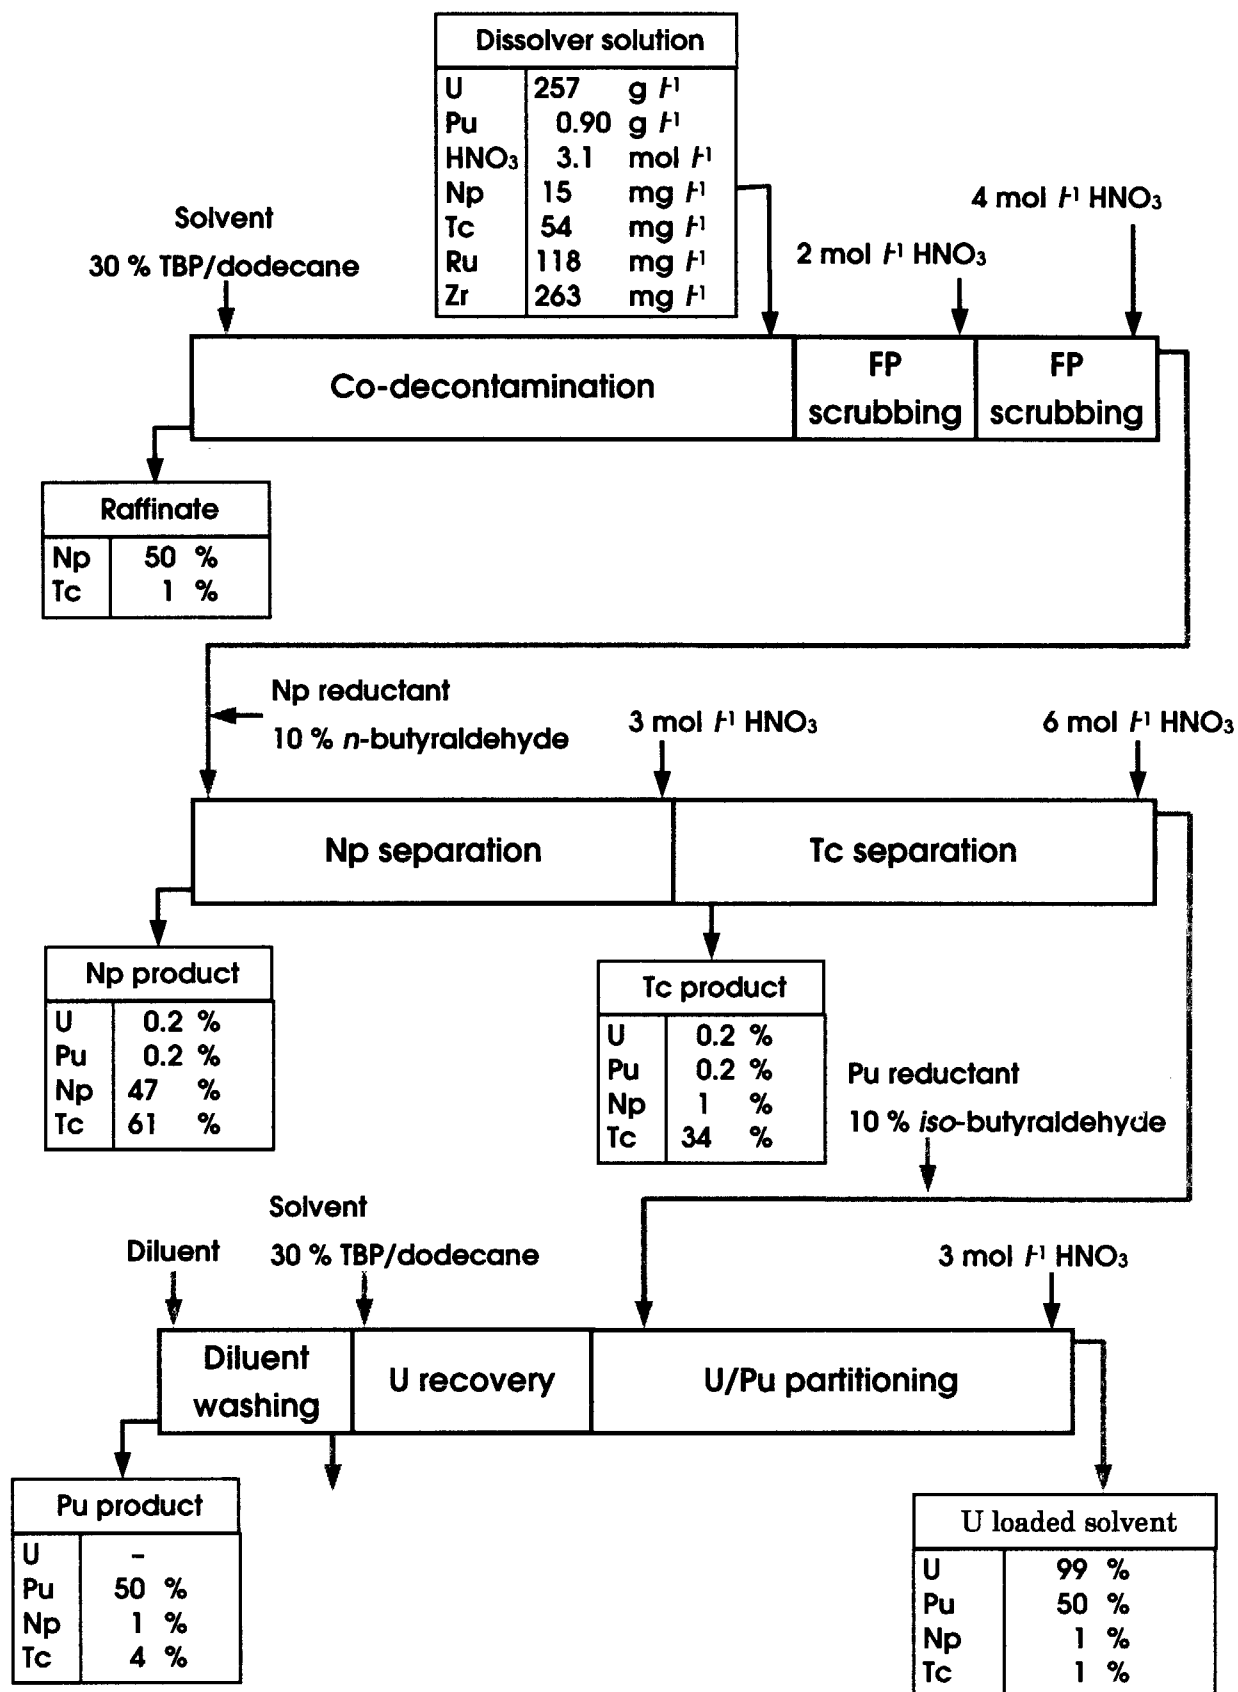 Dissolver solution
U 257 g l⁻¹
Pu 0.90 g l⁻¹
HNO₃ 3.1 mol l⁻¹
Np 15 mg l⁻¹
Tc 54 mg l⁻¹
Ru 118 mg l⁻¹
Zr 263 mg l⁻¹
Solvent
30 % TBP/dodecane
2 mol l⁻¹ HNO₃
4 mol l⁻¹ HNO₃
Co-decontamination
FP
scrubbing
FP
scrubbing
Raffinate
Np 50 %
Tc 1 %
Np reductant
10 % n-butyraldehyde
3 mol l⁻¹ HNO₃
6 mol l⁻¹ HNO₃
Np separation
Tc separation
Np product
U 0.2 %
Pu 0.2 %
Np 47 %
Tc 61 %
Tc product
U 0.2 %
Pu 0.2 %
Np 1 %
Tc 34 %
Pu reductant
10 % iso-butyraldehyde
Diluent
Solvent
30 % TBP/dodecane
3 mol l⁻¹ HNO₃
Diluent
washing
U recovery
U/Pu partitioning
Pu product
U –
Pu 50 %
Np 1 %
Tc 4 %
U loaded solvent
U 99 %
Pu 50 %
Np 1 %
Tc 1 %